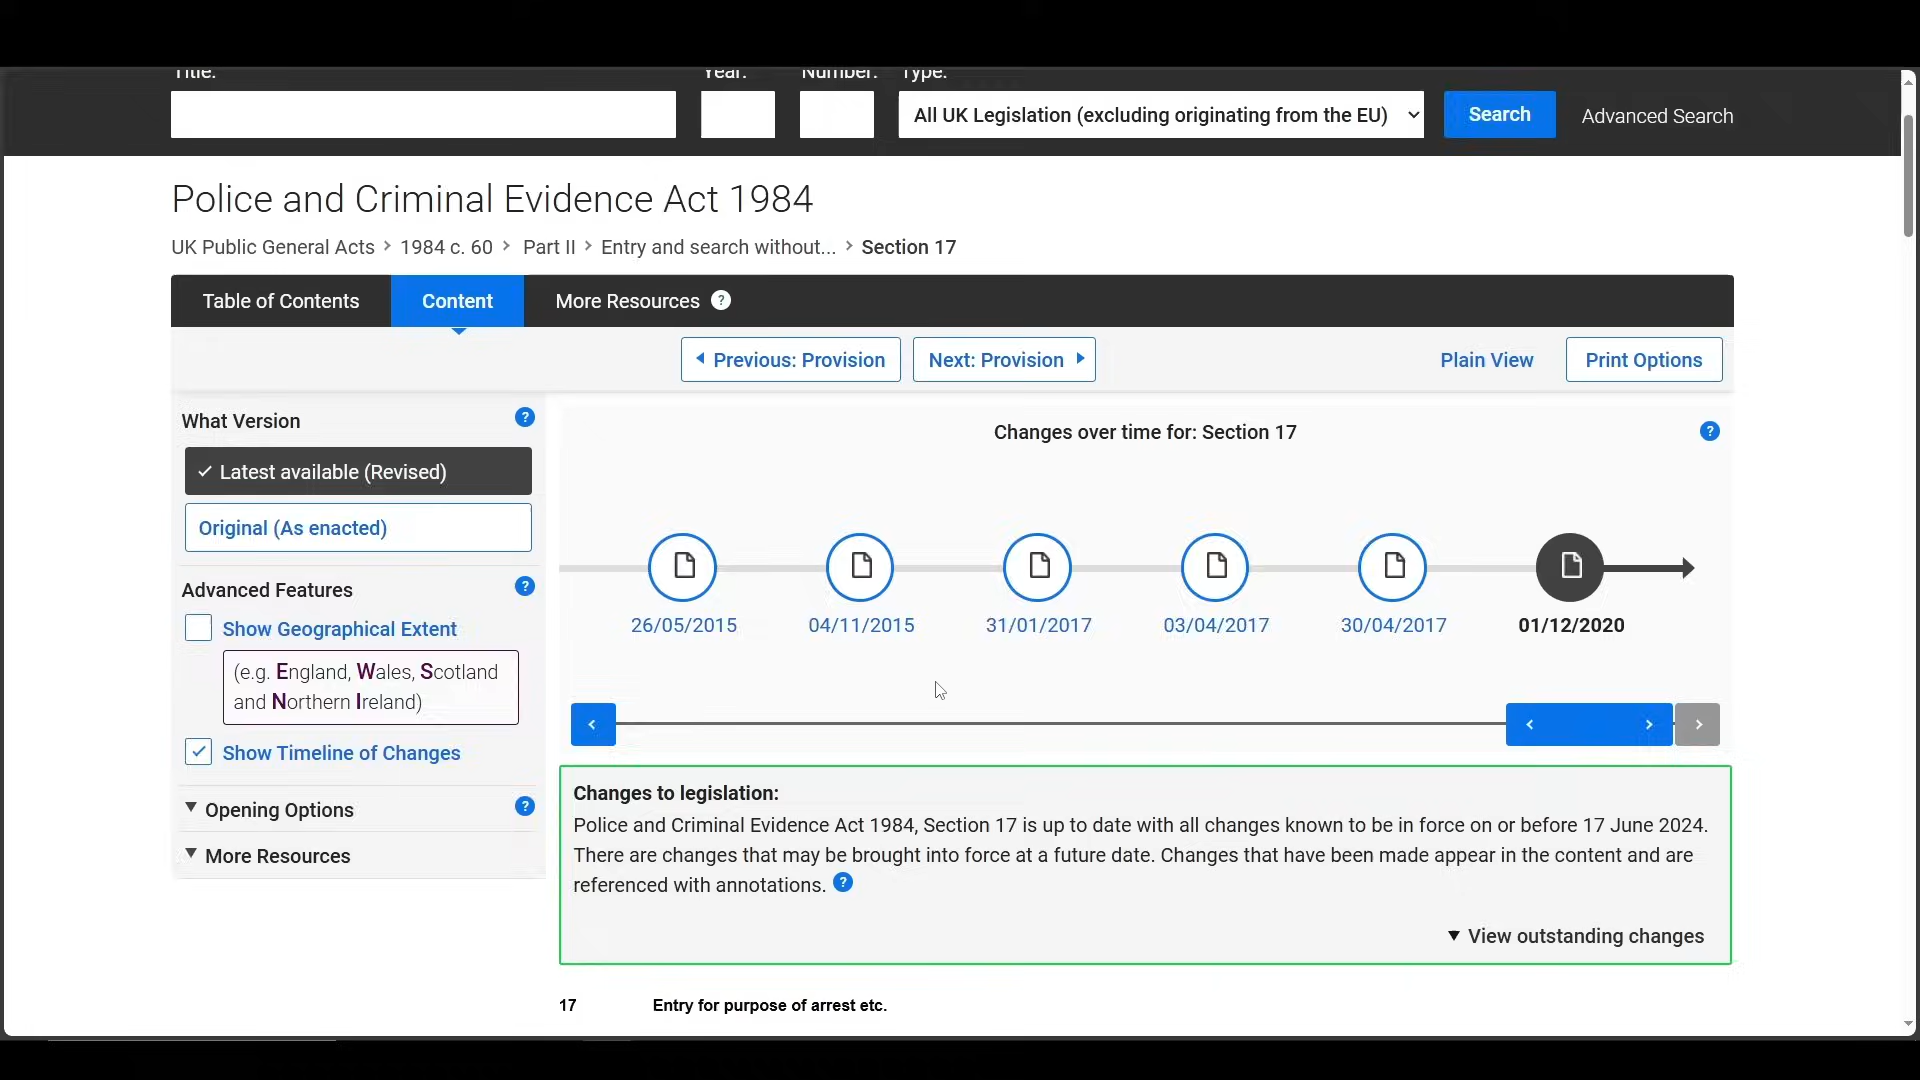 Title: Year: Number: Type:
All UK Legislation (excluding originating from the EU) Search Advanced Search
Police and Criminal Evidence Act 1984
UK Public General Acts > 1984 c. 60 > Part II > Entry and search without... > Section 17
Table of Contents Content More Resources ?
Previous: Provision Next: Provision Plain View Print Options
What Version ?
✓ Latest available (Revised)
Original (As enacted)
Advanced Features ?
Show Geographical Extent
(e.g. England, Wales, Scotland
and Northern Ireland)
Show Timeline of Changes
Opening Options ?
More Resources
Changes over time for: Section 17 ?
26/05/2015 04/11/2015 31/01/2017 03/04/2017 30/04/2017 01/12/2020
Changes to legislation:
Police and Criminal Evidence Act 1984, Section 17 is up to date with all changes known to be in force on or before 17 June 2024.
There are changes that may be brought into force at a future date. Changes that have been made appear in the content and are
referenced with annotations. ?
View outstanding changes
17 Entry for purpose of arrest etc.